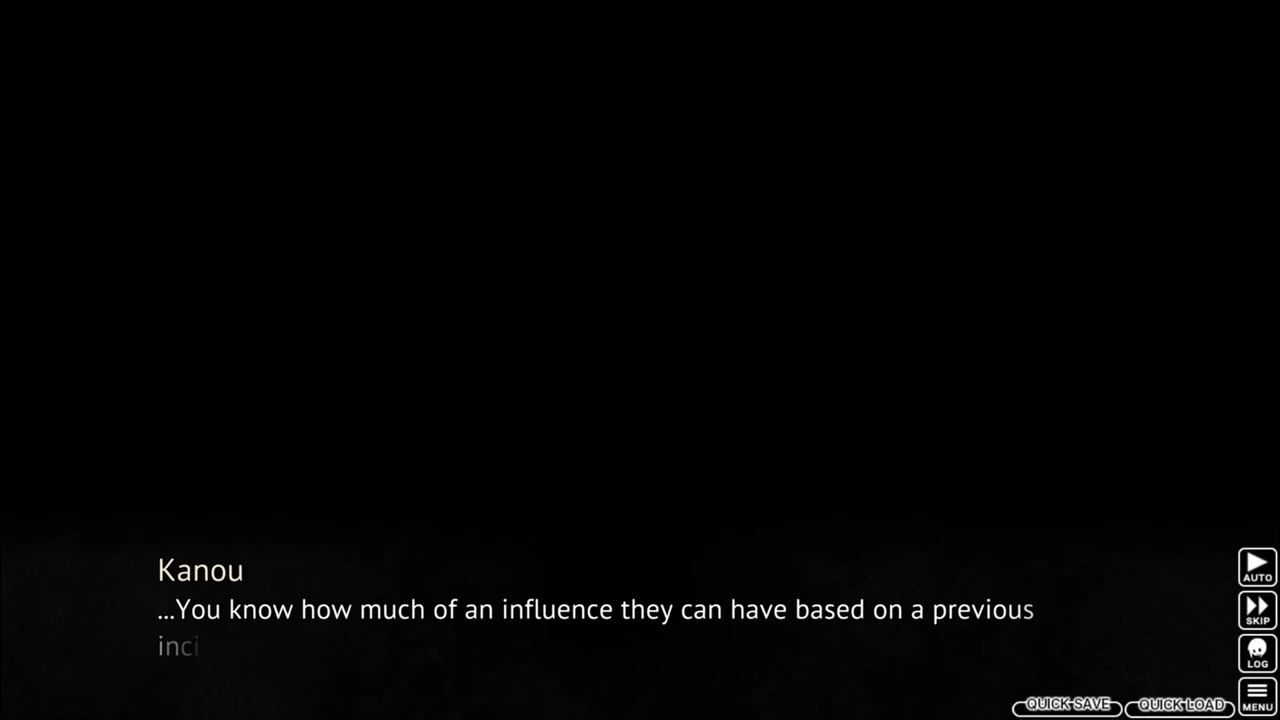 Kanou
...You know how much of an influence they can have based on a previous
inci
AUTO
SKIP
LOG
MENU
QUICK SAVE
QUICK LOAD